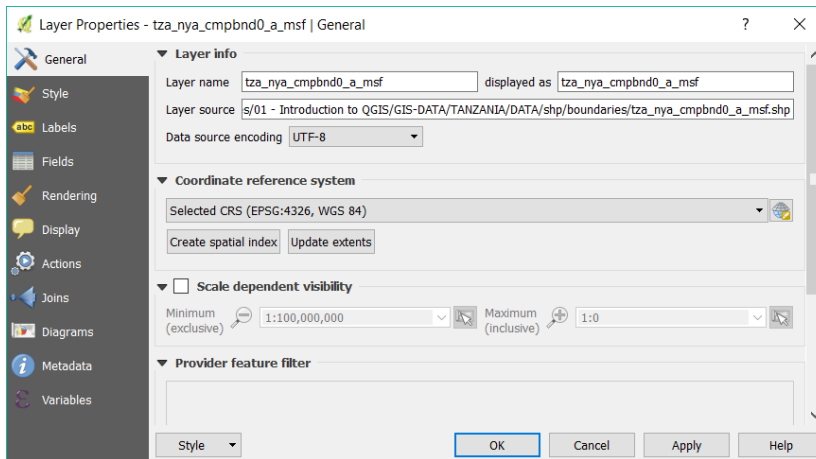 Layer Properties - tza_nya_cmpbnd0_a_msf | General
? ×
General
Style
abc Labels
Fields
Rendering
Display
Actions
Joins
Diagrams
Metadata
Variables
Layer info
Layer name tza_nya_cmpbnd0_a_msf displayed as tza_nya_cmpbnd0_a_msf
Layer source s/01 - Introduction to QGIS/GIS-DATA/TANZANIA/DATA/shp/boundaries/tza_nya_cmpbnd0_a_msf.shp
Data source encoding UTF-8
Coordinate reference system
Selected CRS (EPSG:4326, WGS 84)
Create spatial index Update extents
Scale dependent visibility
Minimum (exclusive) 1:100,000,000 Maximum (inclusive) 1:0
Provider feature filter
Style OK Cancel Apply Help